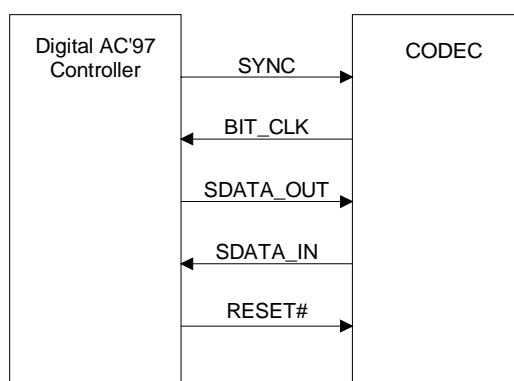 Digital AC'97
Controller
CODEC
SYNC
BIT_CLK
SDATA_OUT
SDATA_IN
RESET#